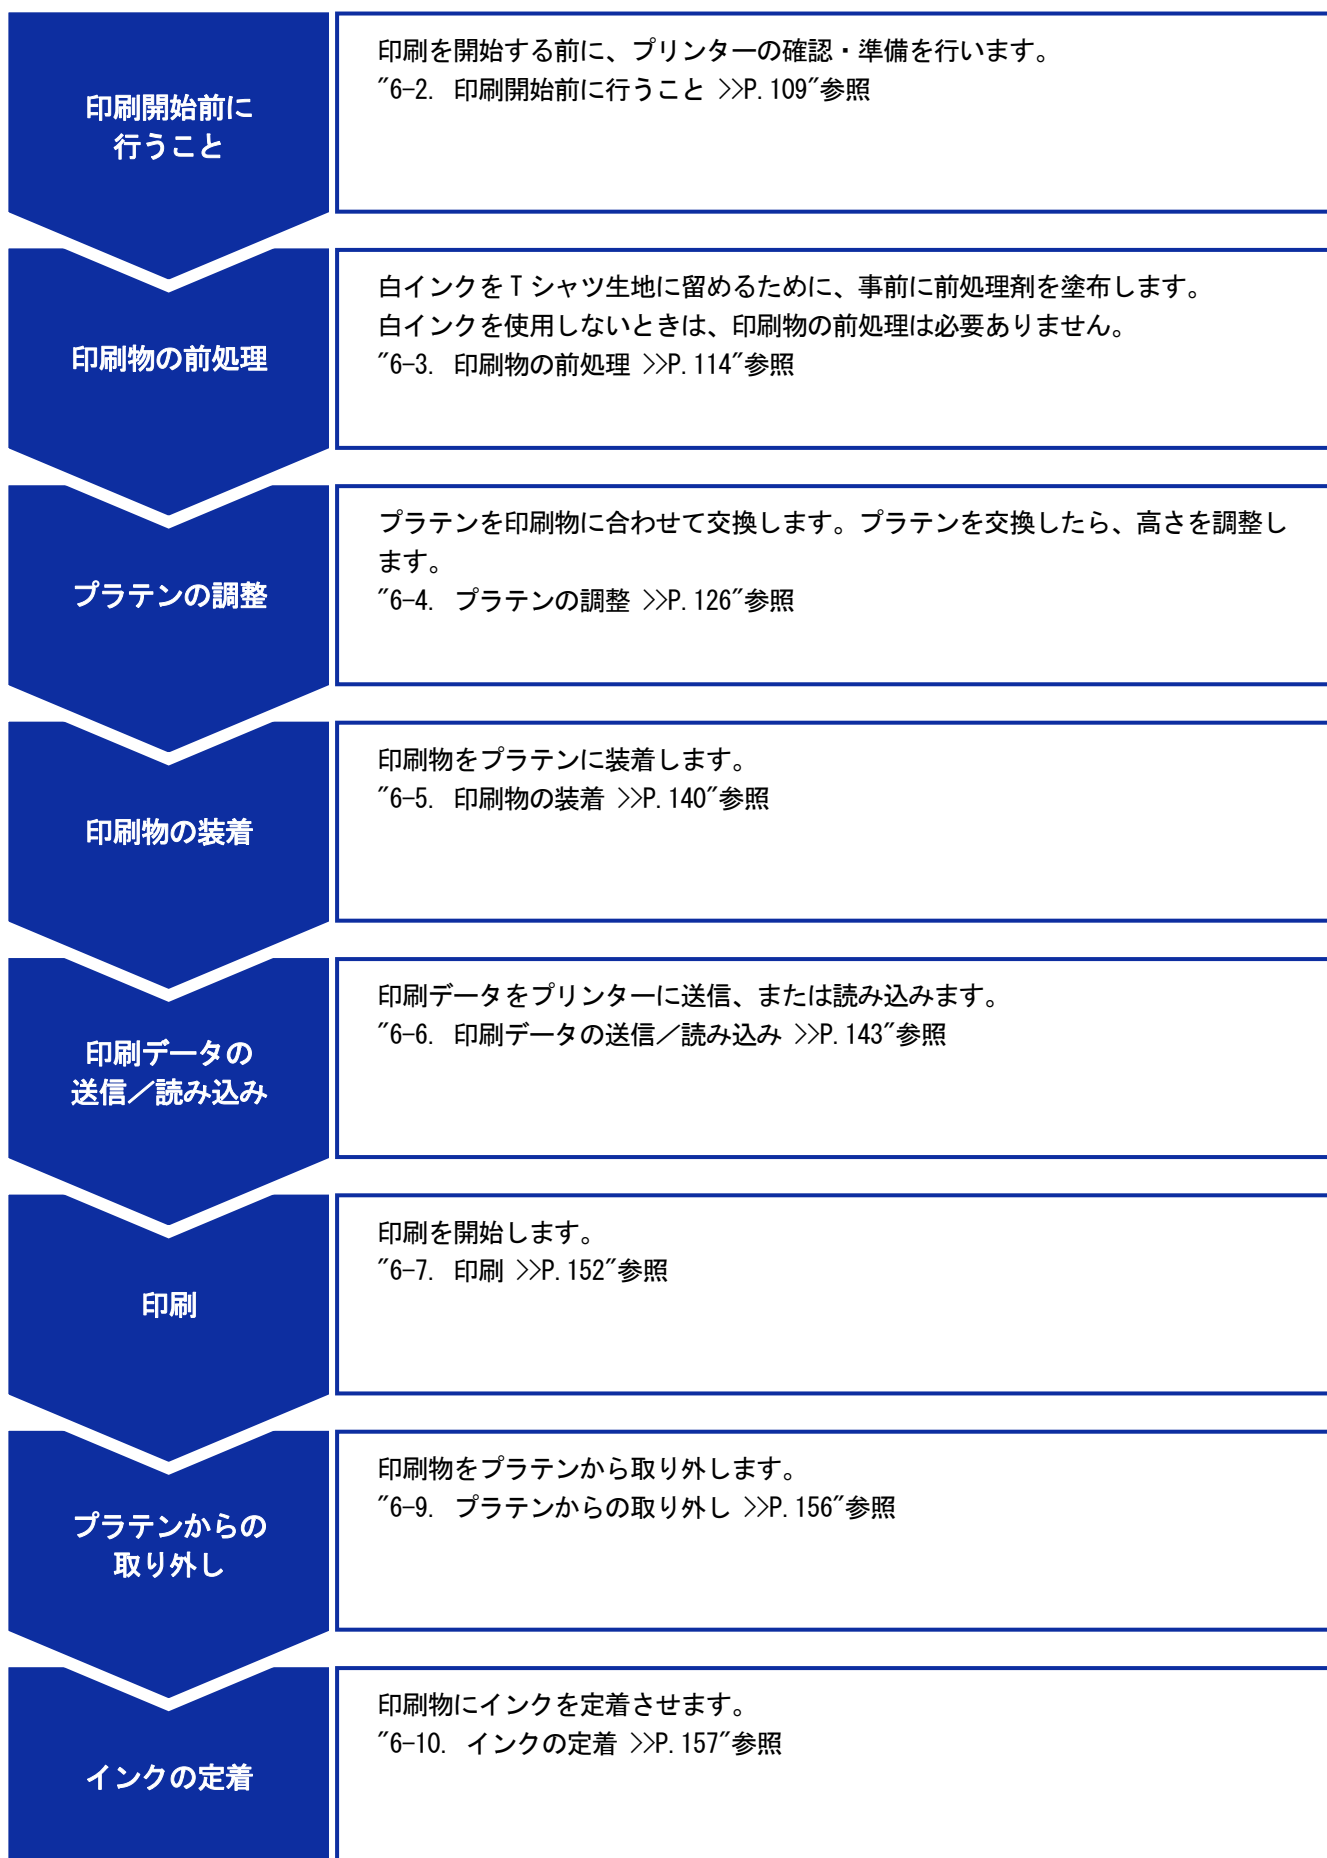 印刷開始前に
行うこと
印刷を開始する前に、プリンターの確認・準備を行います。
"6-2. 印刷開始前に行うこと >>P.109"参照
印刷物の前処理
白インクをTシャツ生地に留めるために、事前に前処理剤を塗布します。
白インクを使用しないときは、印刷物の前処理は必要ありません。
"6-3. 印刷物の前処理 >>P.114"参照
プラテンの調整
プラテンを印刷物に合わせて交換します。プラテンを交換したら、高さを調整し
ます。
"6-4. プラテンの調整 >>P.126"参照
印刷物の装着
印刷物をプラテンに装着します。
"6-5. 印刷物の装着 >>P.140"参照
印刷データの
送信／読み込み
印刷データをプリンターに送信、または読み込みます。
"6-6. 印刷データの送信／読み込み >>P.143"参照
印刷
印刷を開始します。
"6-7. 印刷 >>P.152"参照
プラテンからの
取り外し
印刷物をプラテンから取り外します。
"6-9. プラテンからの取り外し >>P.156"参照
インクの定着
印刷物にインクを定着させます。
"6-10. インクの定着 >>P.157"参照